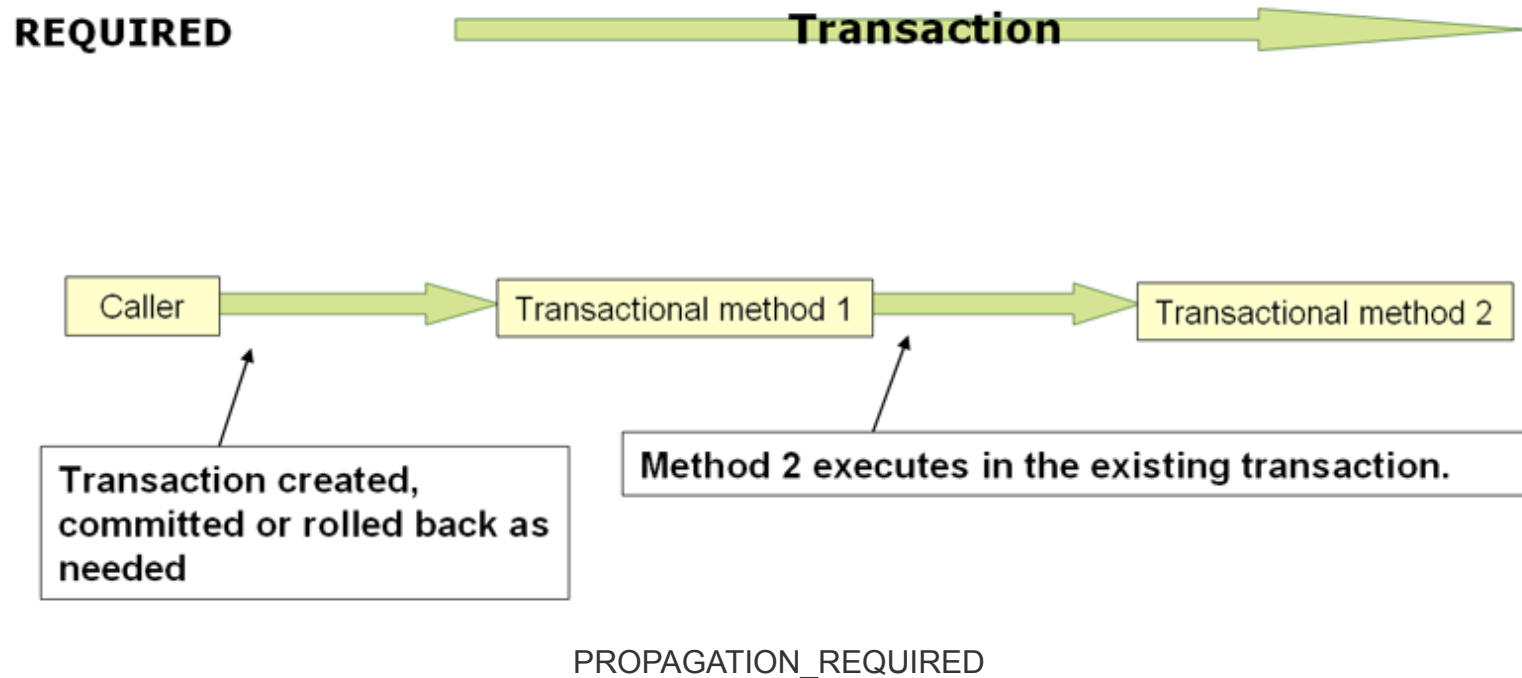 REQUIRED
Transaction
Caller
Transactional method 1
Transactional method 2
Transaction created,
committed or rolled back as
needed
Method 2 executes in the existing transaction.
PROPAGATION_REQUIRED